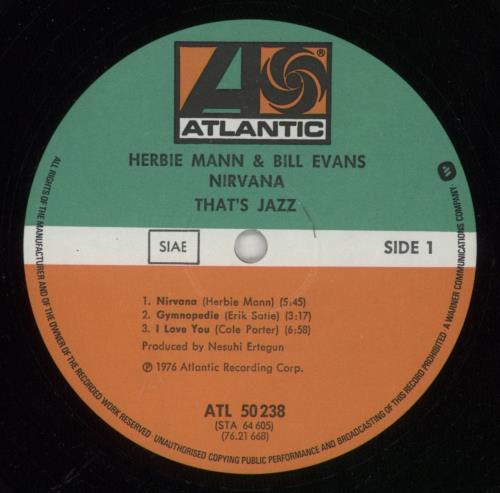 ATLANTIC
HERBIE MANN & BILL EVANS
NIRVANA
THAT'S JAZZ
SIAE
SIDE 1
1. Nirvana (Herbie Mann) (5:45)
2. Gymnopedie (Erik Satie) (3:17)
3. I Love You (Cole Porter) (6:58)
Produced by Nesuhi Ertegun
℗ 1976 Atlantic Recording Corp.
ATL 50 238
(STA 64 605)
(76.21 668)
ALL RIGHTS OF THE MANUFACTURER AND OF THE OWNER OF THE RECORDED WORK RESERVED · UNAUTHORISED COPYING PUBLIC PERFORMANCE AND BROADCASTING OF THIS RECORD PROHIBITED · A WARNER COMMUNICATIONS COMPANY ·